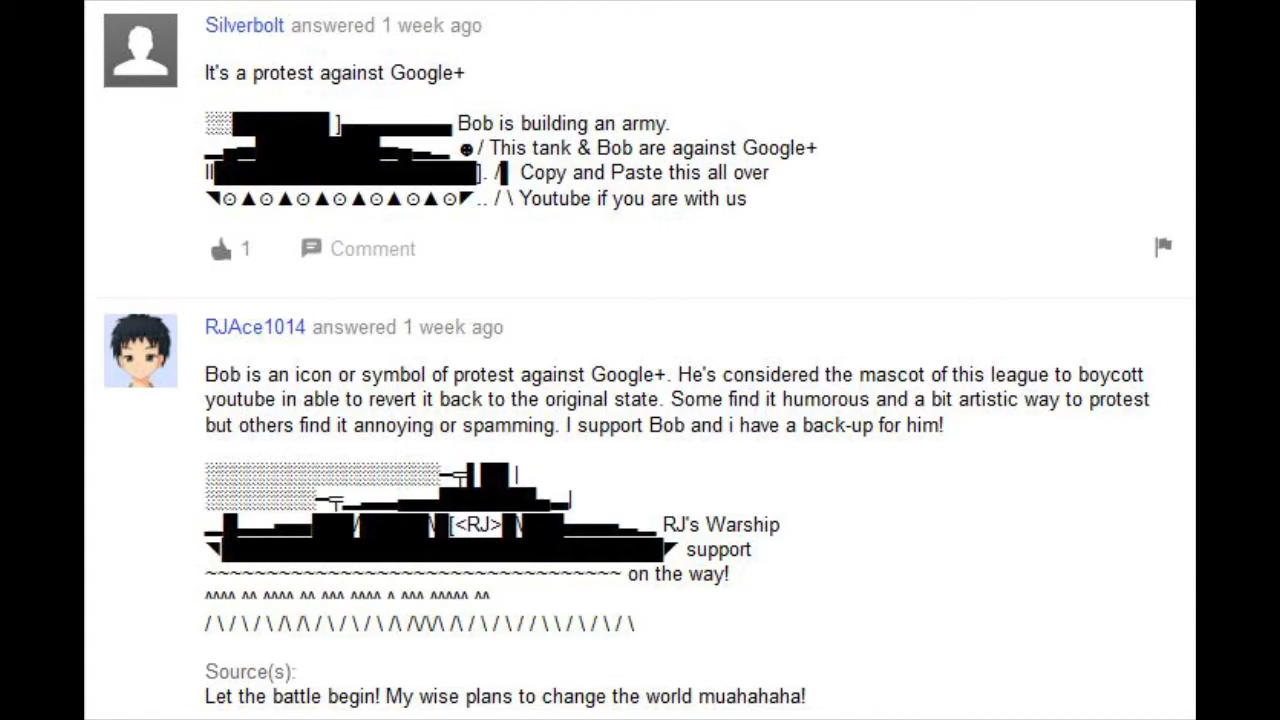 Silverbolt answered 1 week ago
It's a protest against Google+
░░███████ ]▄▄▄▄▄▄▄▄ Bob is building an army.
▂▄▅█████████▅▄▃▂ ☻/ This tank & Bob are against Google+
Il███████████████████]. /▌ Copy and Paste this all over
◥⊙▲⊙▲⊙▲⊙▲⊙▲⊙▲⊙◤.. / \ Youtube if you are with us
1 Comment
RJAce1014 answered 1 week ago
Bob is an icon or symbol of protest against Google+. He's considered the mascot of this league to boycott
youtube in able to revert it back to the original state. Some find it humorous and a bit artistic way to protest
but others find it annoying or spamming. I support Bob and i have a back-up for him!
[<RJ>] RJ's Warship
support
~~~~~~~~~~~~~~~~~~~~~~~~~~~~~~~~~~ on the way!
^^^^ ^^ ^^^^ ^^ ^^^ ^^^^ ^ ^^^ ^^^^^ ^^
/ \ / \ / \ /\ /\ / \ / \ / \ / \ /\ /\/\/\ /\ / \ / \ / / \ \ / \ / \ / \
Source(s):
Let the battle begin! My wise plans to change the world muahahaha!